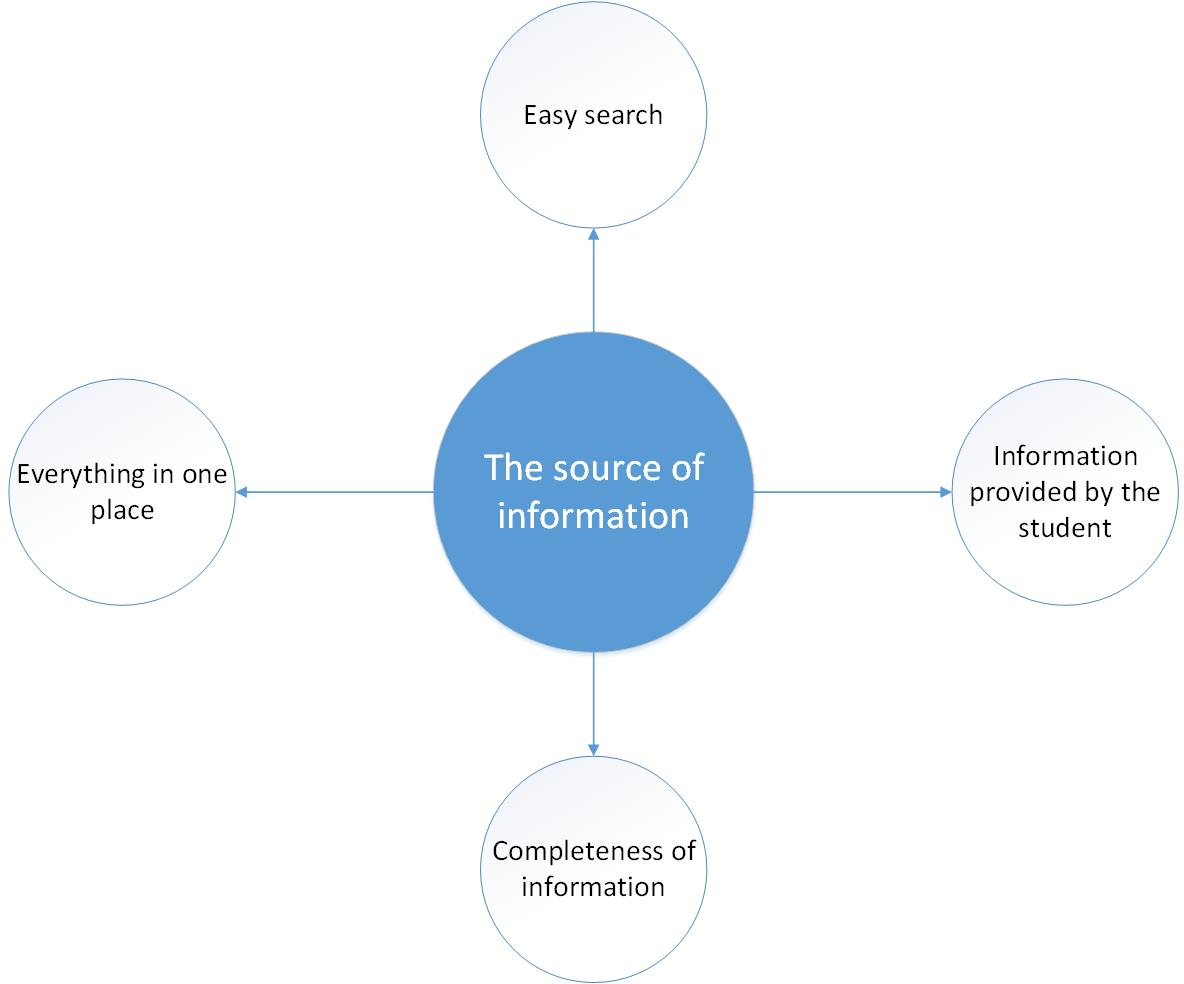 Easy search
Everything in one
place
The source of
information
Information
provided by the
student
Completeness of
information